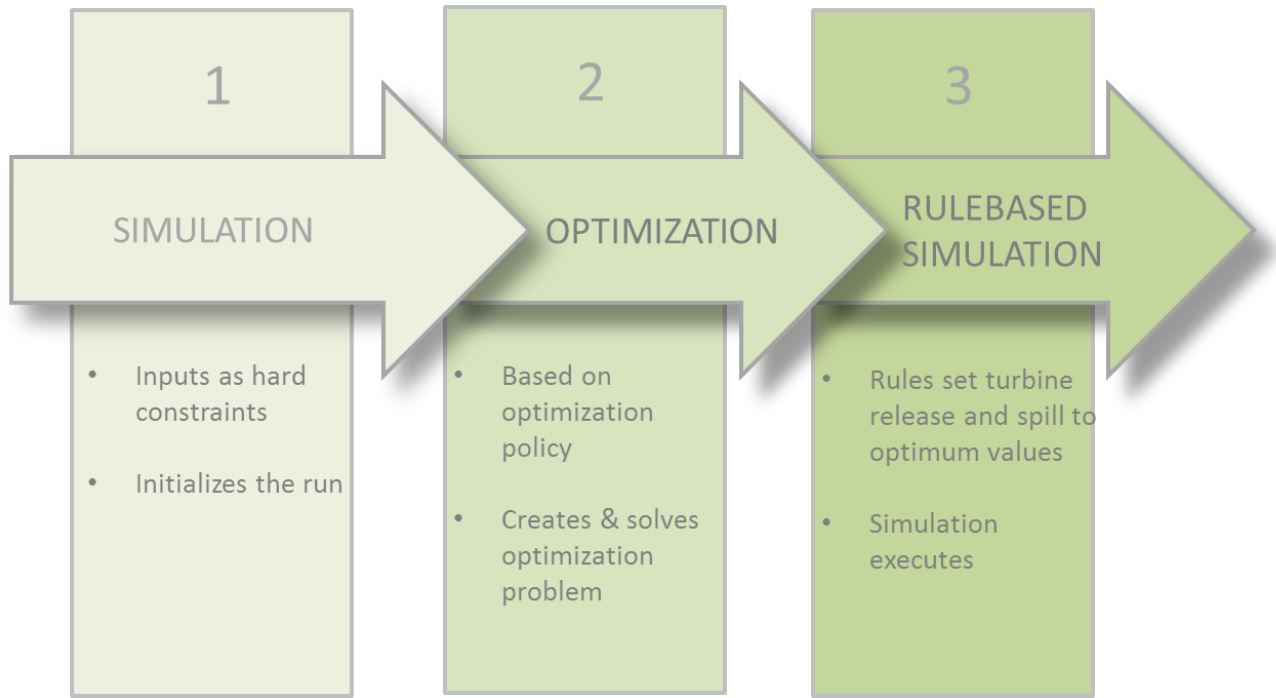 1
SIMULATION
• Inputs as hard
constraints
• Initializes the run
2
OPTIMIZATION
• Based on
optimization
policy
• Creates & solves
optimization
problem
3
RULEBASED
SIMULATION
• Rules set turbine
release and spill to
optimum values
• Simulation
executes